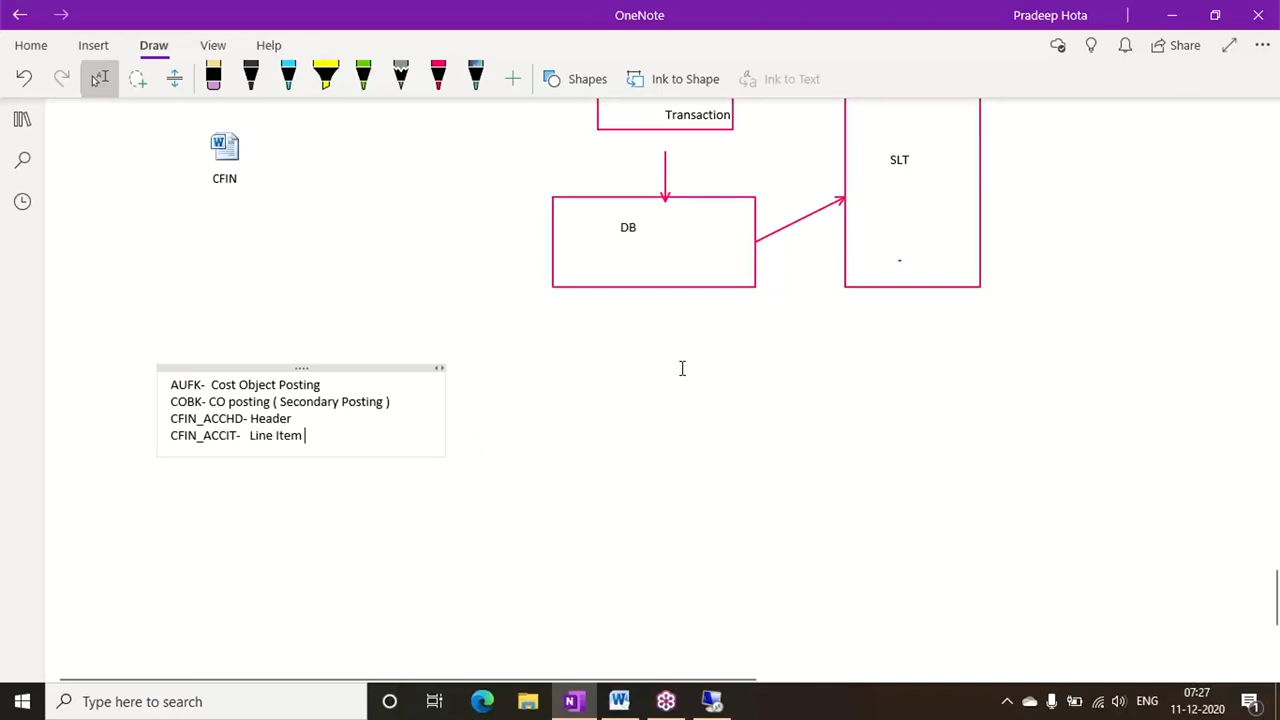 OneNote
Pradeep Hota
Home
Insert
Draw
View
Help
Share
Shapes
Ink to Shape
Ink to Text
Transaction
CFIN
SLT
DB
AUFK-  Cost Object Posting
COBK- CO posting ( Secondary Posting )
CFIN_ACCHD- Header
CFIN_ACCIT-   Line Item
Type here to search
ENG
07:27
11-12-2020